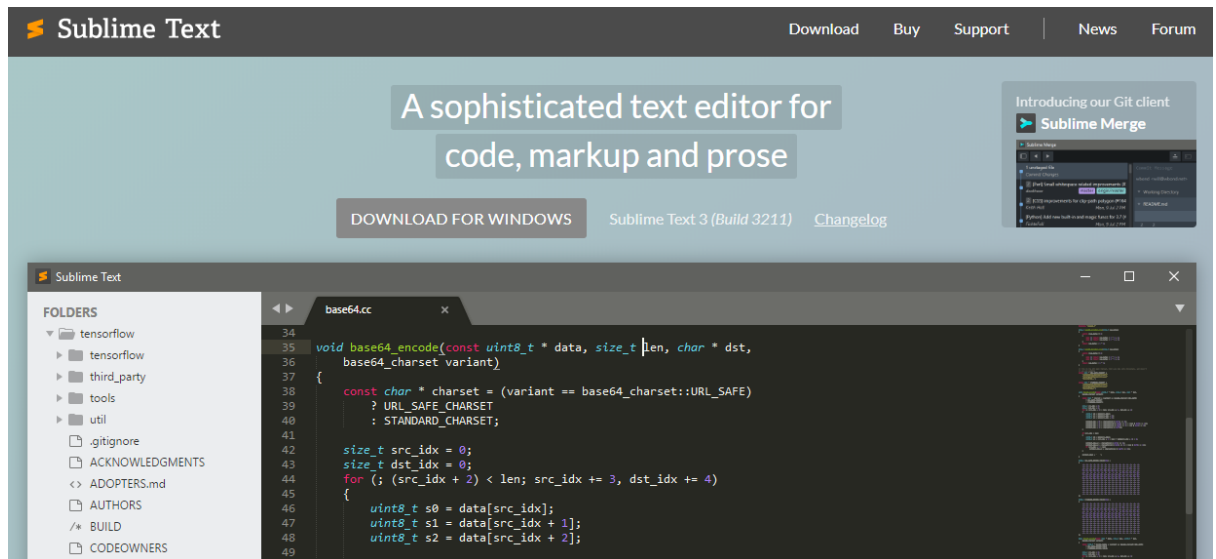 Sublime Text
Download Buy Support News Forum
A sophisticated text editor for
code, markup and prose
Introducing our Git client
Sublime Merge
DOWNLOAD FOR WINDOWS Sublime Text 3 (Build 3211) Changelog
Sublime Text
FOLDERS
tensorflow
tensorflow
third_party
tools
util
.gitignore
ACKNOWLEDGMENTS
<> ADOPTERS.md
AUTHORS
/* BUILD
CODEOWNERS
base64.cc ×
34
35 void base64_encode(const uint8_t * data, size_t len, char * dst,
36 base64_charset variant)
37 {
38 const char * charset = (variant == base64_charset::URL_SAFE)
39 ? URL_SAFE_CHARSET
40 : STANDARD_CHARSET;
41
42 size_t src_idx = 0;
43 size_t dst_idx = 0;
44 for (; (src_idx + 2) < len; src_idx += 3, dst_idx += 4)
45 {
46 uint8_t s0 = data[src_idx];
47 uint8_t s1 = data[src_idx + 1];
48 uint8_t s2 = data[src_idx + 2];
49